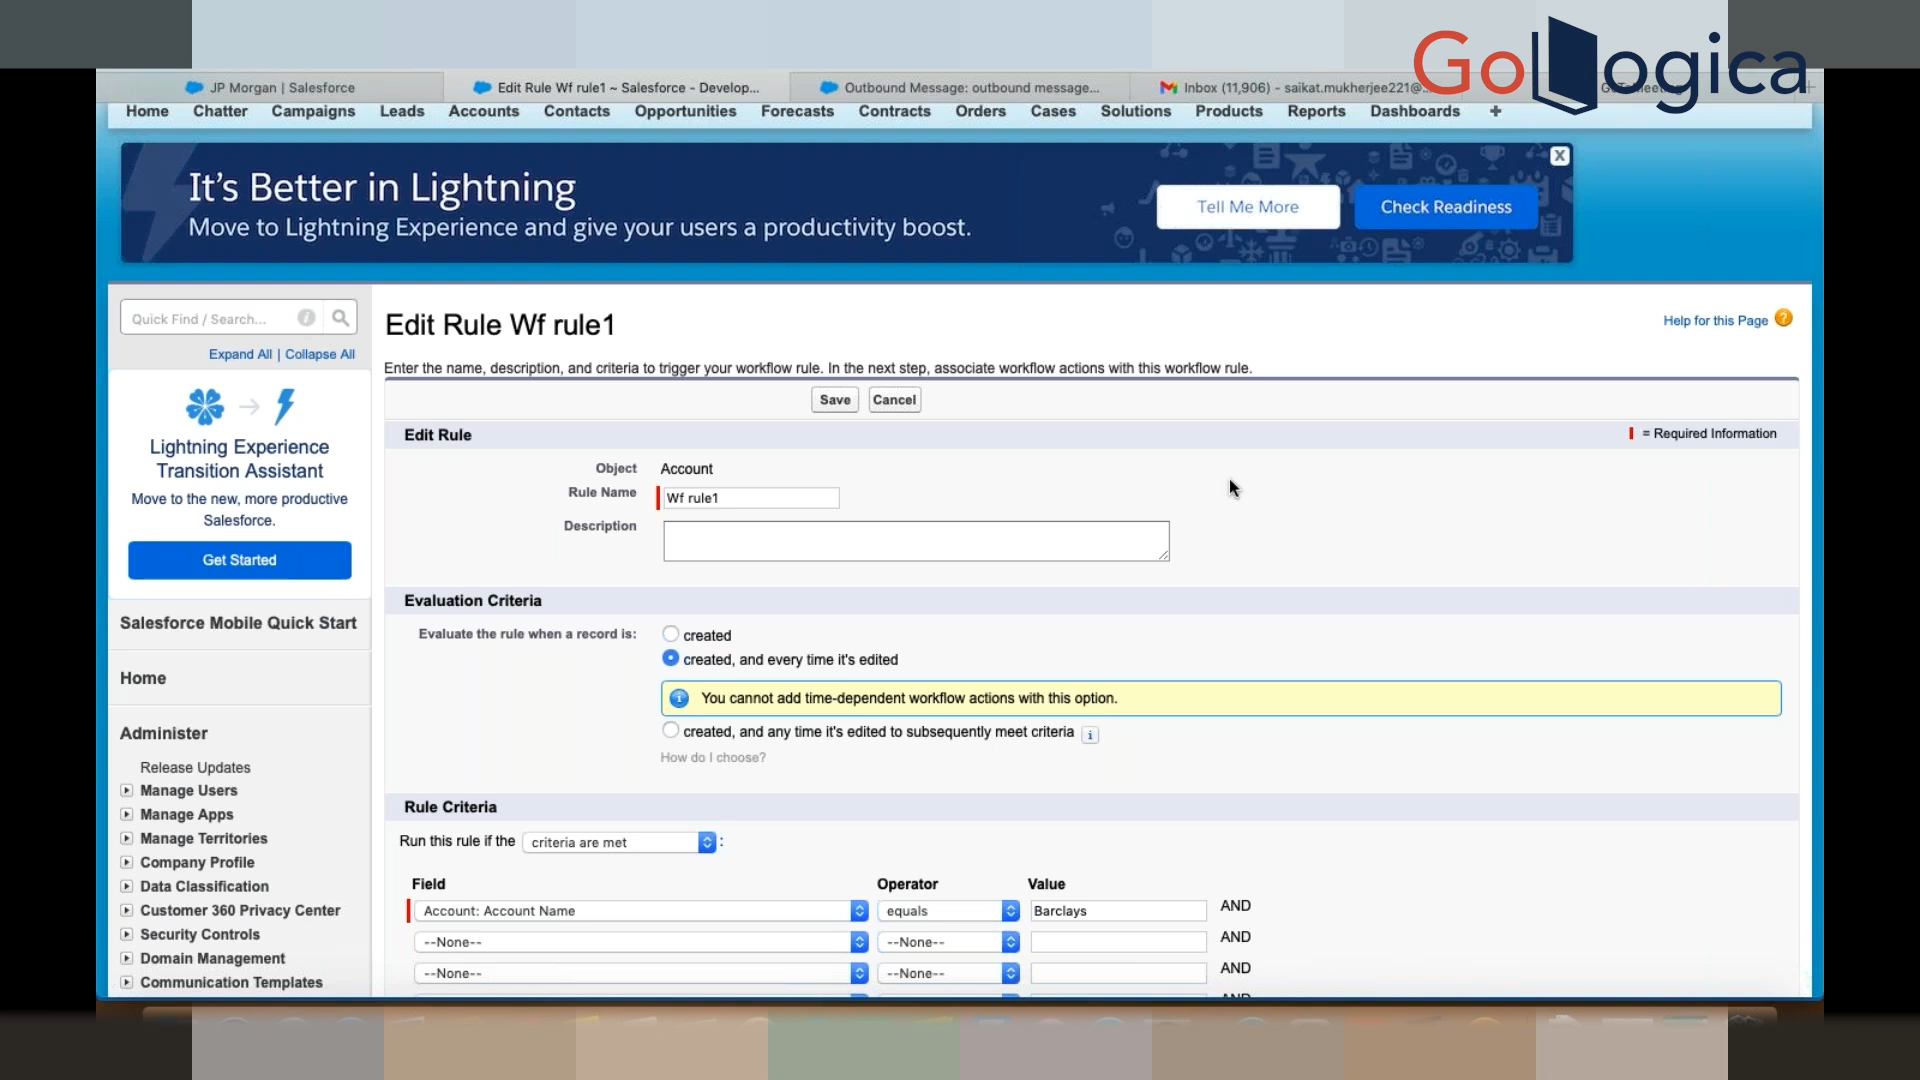 GoLogica
JP Morgan | Salesforce
Edit Rule Wf rule1 ~ Salesforce - Develop...
Outbound Message: outbound message...
Inbox (11,906) - saikat.mukherjee221@...
Home Chatter Campaigns Leads Accounts Contacts Opportunities Forecasts Contracts Orders Cases Solutions Products Reports Dashboards +
It's Better in Lightning
Move to Lightning Experience and give your users a productivity boost.
Tell Me More
Check Readiness
X
Quick Find / Search...
Expand All | Collapse All
Lightning Experience
Transition Assistant
Move to the new, more productive
Salesforce.
Get Started
Salesforce Mobile Quick Start
Home
Administer
Release Updates
Manage Users
Manage Apps
Manage Territories
Company Profile
Data Classification
Customer 360 Privacy Center
Security Controls
Domain Management
Communication Templates
Edit Rule Wf rule1
Help for this Page ?
Enter the name, description, and criteria to trigger your workflow rule. In the next step, associate workflow actions with this workflow rule.
Save Cancel
Edit Rule
= Required Information
Object Account
Rule Name Wf rule1
Description
Evaluation Criteria
Evaluate the rule when a record is:
created
created, and every time it's edited
You cannot add time-dependent workflow actions with this option.
created, and any time it's edited to subsequently meet criteria i
How do I choose?
Rule Criteria
Run this rule if the criteria are met :
Field Operator Value
Account: Account Name equals Barclays AND
--None-- --None-- AND
--None-- --None-- AND
AND